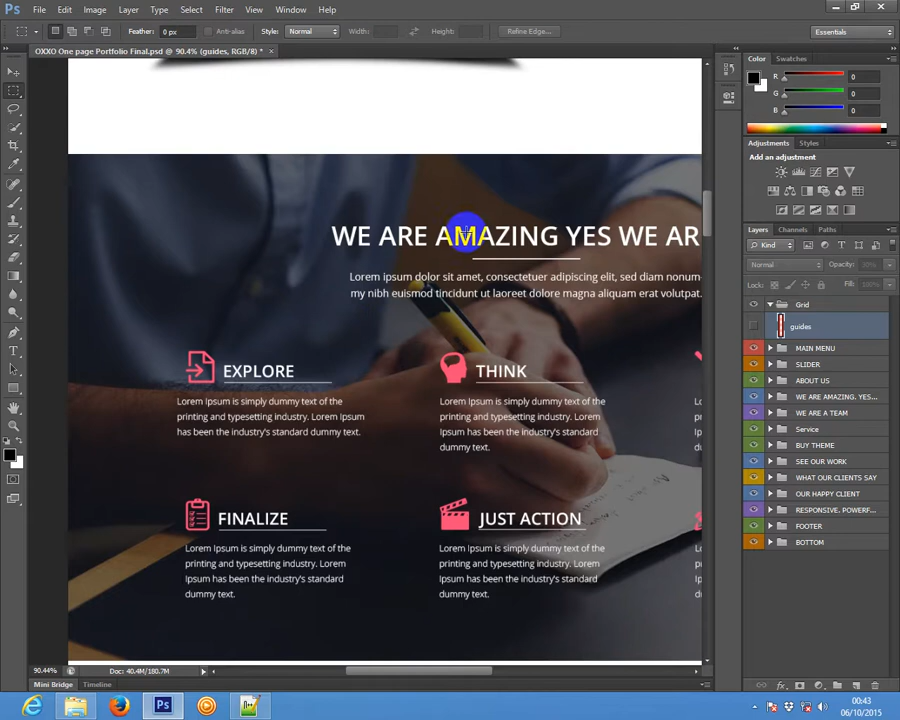 Ps File Edit Image Layer Type Select Filter View Window Help
Feather: 0 px Anti-alias Style: Normal Width: Height: Refine Edge... Essentials
OXXO One page Portfolio Final.psd @ 90.4% (guides, RGB/8) * ×
Color Swatches
R 0
G 0
B 0
Adjustments Styles
Add an adjustment
Layers Channels Paths
Kind
Normal Opacity: 30%
Lock: Fill:
Grid
guides
MAIN MENU
SLIDER
ABOUT US
WE ARE AMAZING. YES...
WE ARE A TEAM
Service
BUY THEME
SEE OUR WORK
WHAT OUR CLIENTS SAY
OUR HAPPY CLIENT
RESPONSIVE. POWERF...
FOOTER
BOTTOM
WE ARE AMAZING YES WE AR
Lorem ipsum dolor sit amet, consectetuer adipiscing elit, sed diam nonum
my nibh euismod tincidunt ut laoreet dolore magna aliquam erat volutpat.
EXPLORE
Lorem Ipsum is simply dummy text of the
printing and typesetting industry. Lorem Ipsum
has been the industry's standard dummy text.
THINK
Lorem Ipsum is simply dummy text of the
printing and typesetting industry. Lorem
Ipsum has been the industry's standard
dummy text.
FINALIZE
Lorem Ipsum is simply dummy text of the
printing and typesetting industry. Lorem
Ipsum has been the industry's standard
dummy text.
JUST ACTION
Lorem Ipsum is simply dummy text of the
printing and typesetting industry. Lorem
Ipsum has been the industry's standard
dummy text.
90.44% Doc: 40.4M/180.7M
Mini Bridge Timeline
00:43
06/10/2015